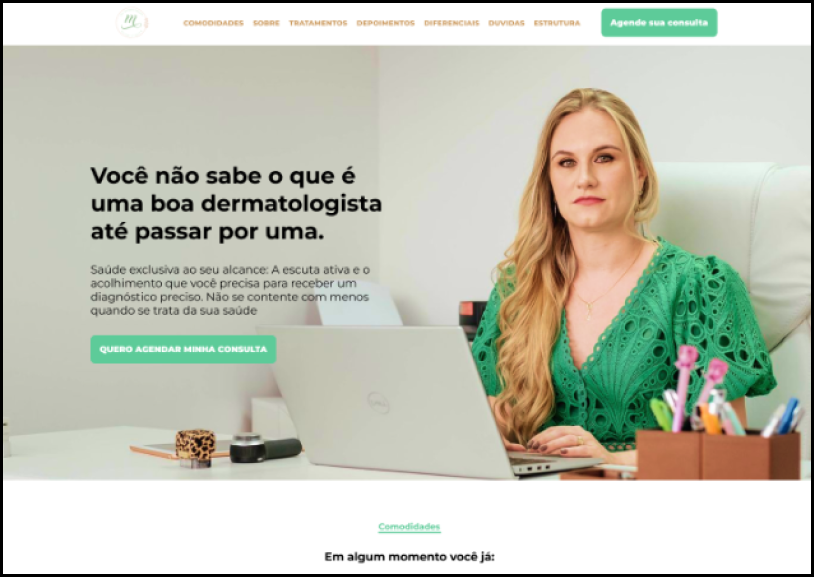 COMODIDADES SOBRE TRATAMENTOS DEPOIMENTOS DIFERENCIAIS DUVIDAS ESTRUTURA Agende sua consulta
Você não sabe o que é
uma boa dermatologista
até passar por uma.
Saúde exclusiva ao seu alcance: A escuta ativa e o
acolhimento que você precisa para receber um
diagnóstico preciso. Não se contente com menos
quando se trata da sua saúde
QUERO AGENDAR MINHA CONSULTA
DELL
Comodidades
Em algum momento você já: